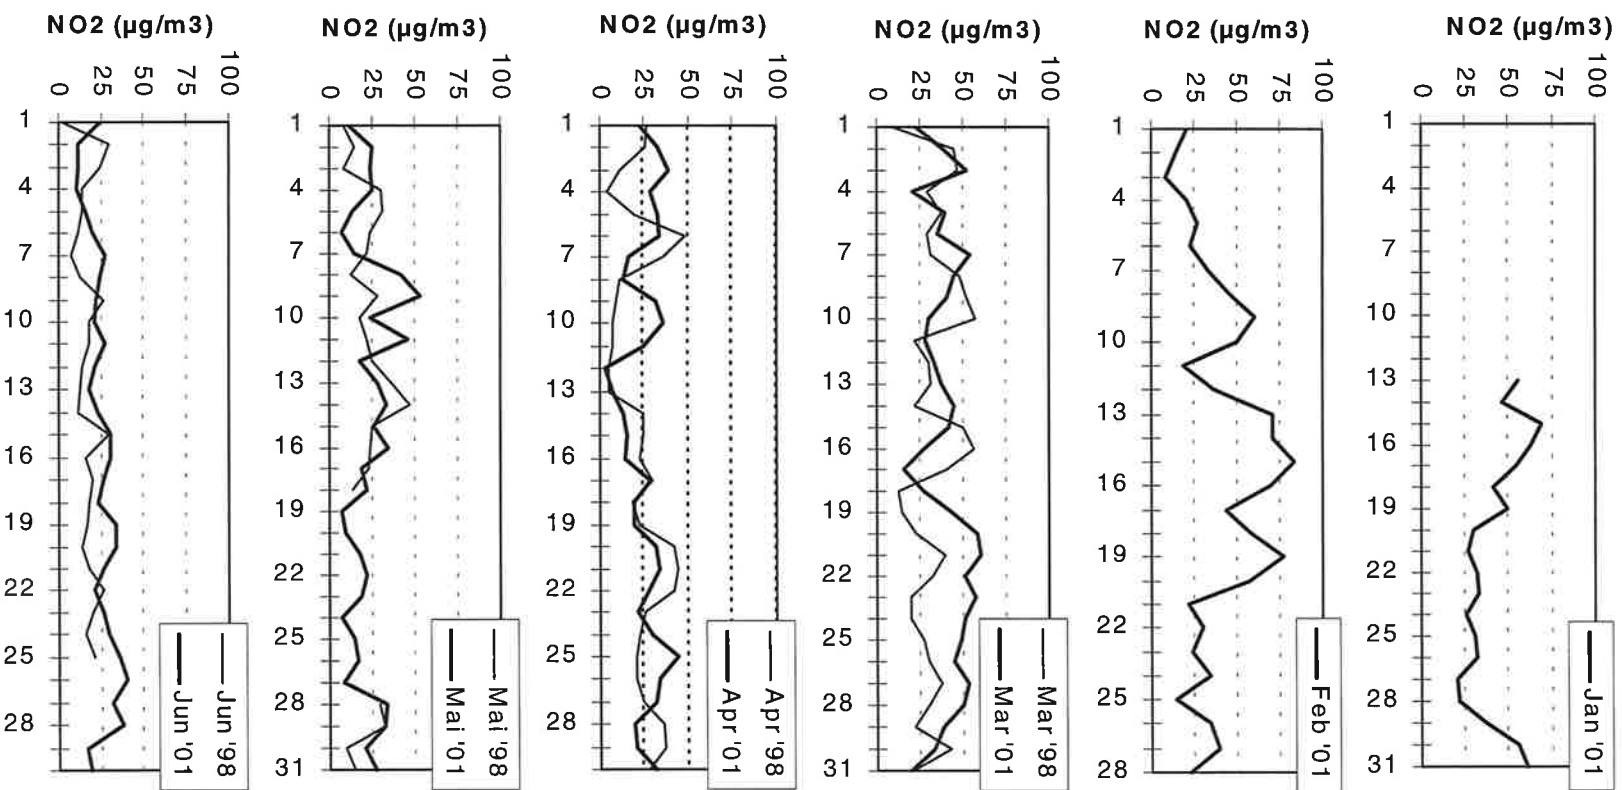 NO2 (µg/m3)
100
75
50
25
0
1 4 7 10 13 16 19 22 25 28 31
Jan '01
NO2 (µg/m3)
100
75
50
25
0
1 4 7 10 13 16 19 22 25 28
Feb '01
NO2 (µg/m3)
100
75
50
25
0
1 4 7 10 13 16 19 22 25 28 31
Mar '98
Mar '01
NO2 (µg/m3)
100
75
50
25
0
1 4 7 10 13 16 19 22 25 28
Apr '98
Apr '01
NO2 (µg/m3)
100
75
50
25
0
1 4 7 10 13 16 19 22 25 28 31
Mai '98
Mai '01
NO2 (µg/m3)
100
75
50
25
0
1 4 7 10 13 16 19 22 25 28
Jun '98
Jun '01